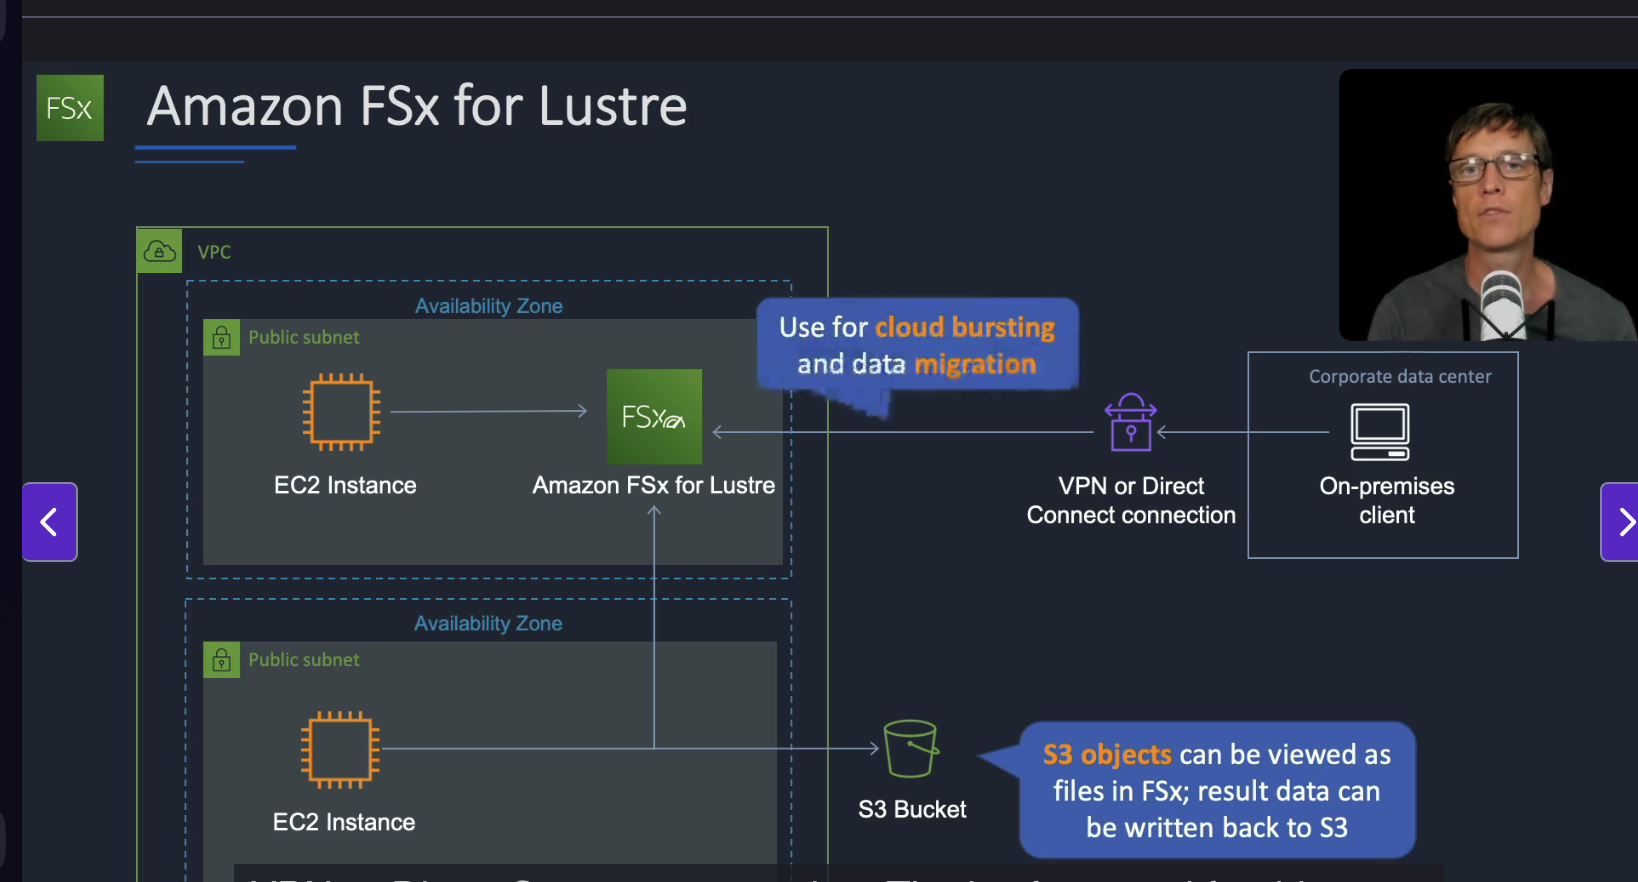 FSx
Amazon FSx for Lustre
VPC
Availability Zone
Public subnet
EC2 Instance
FSx
Amazon FSx for Lustre
Use for cloud bursting
and data migration
VPN or Direct
Connect connection
Corporate data center
On-premises
client
Availability Zone
Public subnet
EC2 Instance
S3 Bucket
S3 objects can be viewed as
files in FSx; result data can
be written back to S3